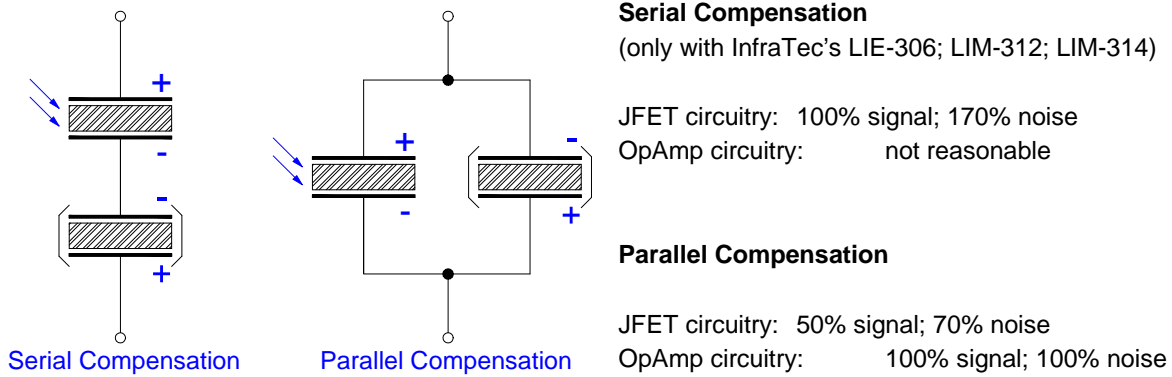 Serial Compensation
(only with InfraTec's LIE-306; LIM-312; LIM-314)
JFET circuitry: 100% signal; 170% noise
OpAmp circuitry: not reasonable
Parallel Compensation
JFET circuitry: 50% signal; 70% noise
OpAmp circuitry: 100% signal; 100% noise
+
-
-
+
Serial Compensation
+
-
-
+
Parallel Compensation